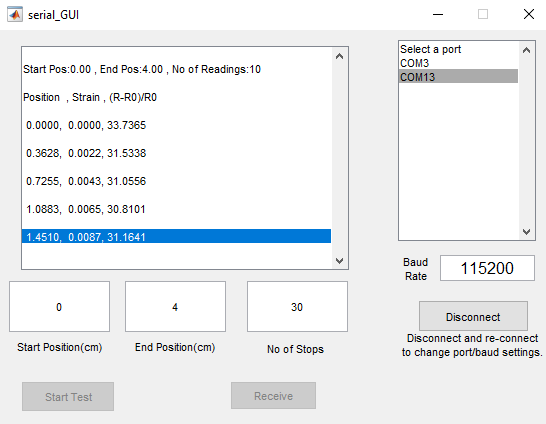 serial_GUI
Start Pos:0.00 , End Pos:4.00 , No of Readings:10
Position , Strain , (R-R0)/R0
0.0000, 0.0000, 33.7365
0.3628, 0.0022, 31.5338
0.7255, 0.0043, 31.0556
1.0883, 0.0065, 30.8101
1.4510, 0.0087, 31.1641
0
4
30
Start Position(cm)
End Position(cm)
No of Stops
Start Test
Receive
Select a port
COM3
COM13
Baud
Rate
115200
Disconnect
Disconnect and re-connect
to change port/baud settings.